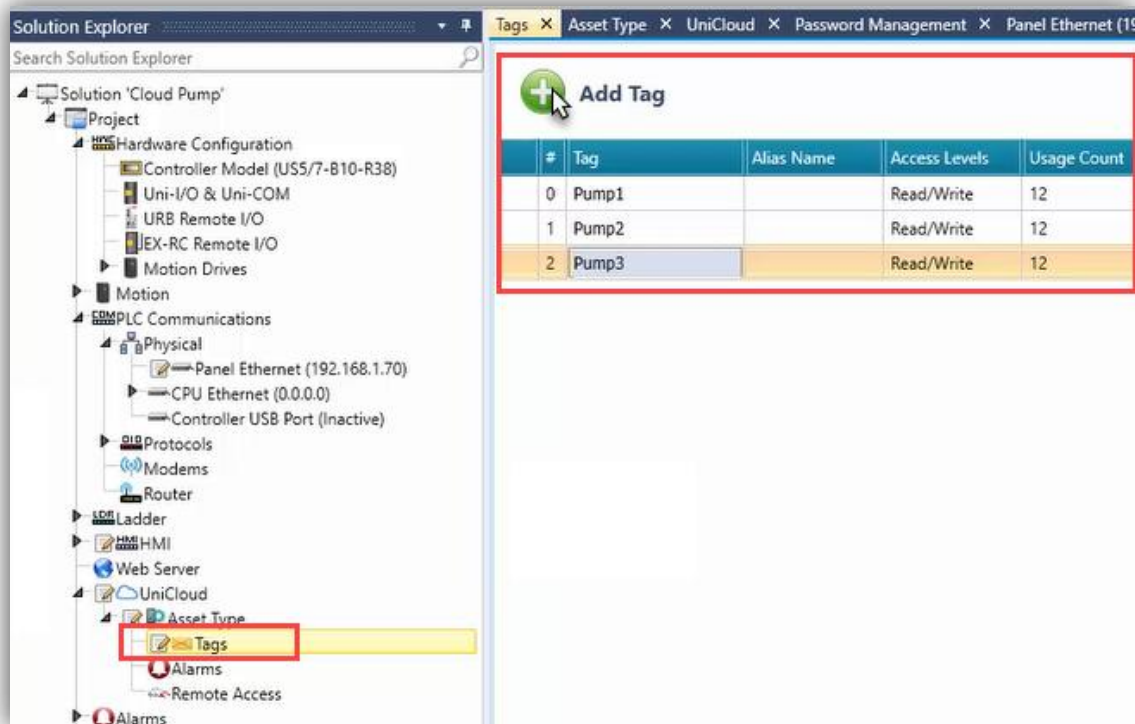 Solution Explorer
Search Solution Explorer
Solution 'Cloud Pump'
Project
Hardware Configuration
Controller Model (US5/7-B10-R38)
Uni-I/O & Uni-COM
URB Remote I/O
EX-RC Remote I/O
Motion Drives
Motion
COM PLC Communications
Physical
Panel Ethernet (192.168.1.70)
CPU Ethernet (0.0.0.0)
Controller USB Port (Inactive)
Protocols
Modems
Router
LDR Ladder
HMI HMI
Web Server
UniCloud
Asset Type
Tags
Alarms
Remote Access
Alarms
Tags Asset Type UniCloud Password Management Panel Ethernet (19
Add Tag
# Tag Alias Name Access Levels Usage Count
0 Pump1 Read/Write 12
1 Pump2 Read/Write 12
2 Pump3 Read/Write 12